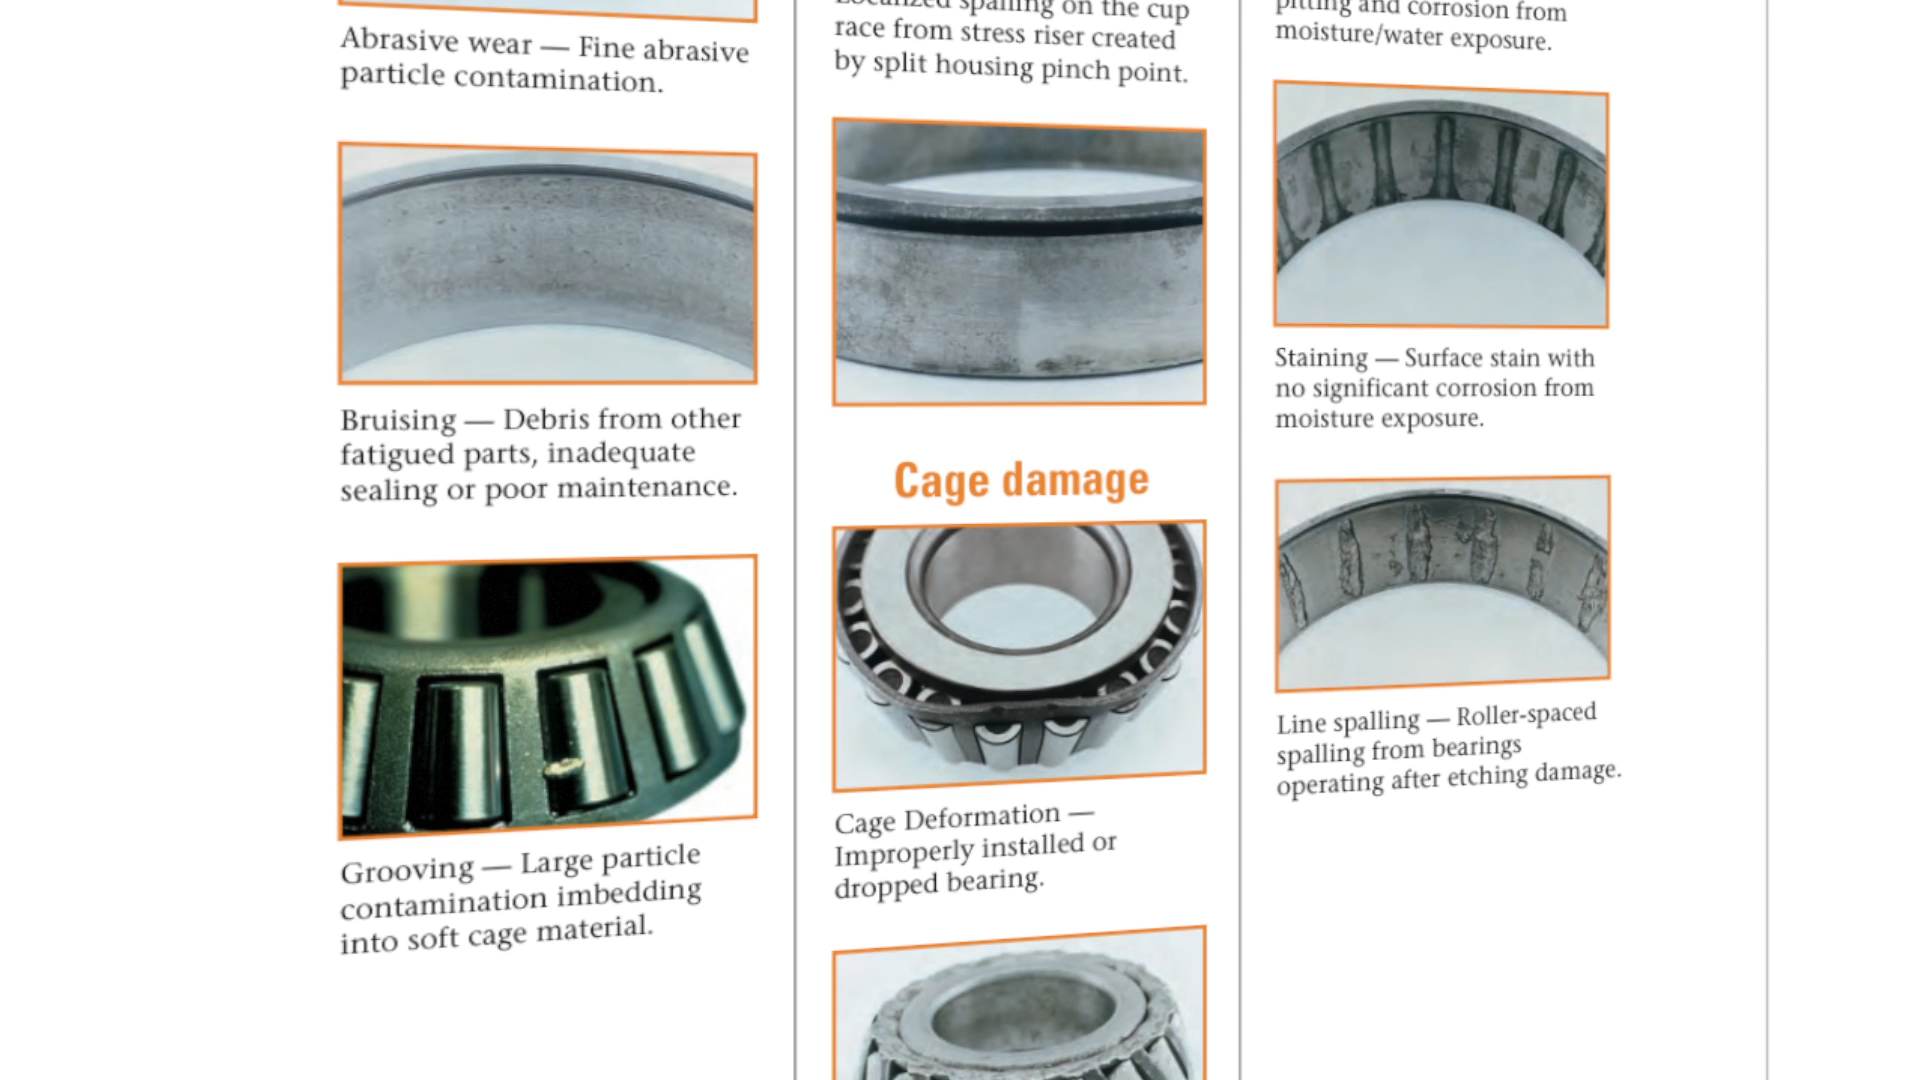 Abrasive wear — Fine abrasive
particle contamination.
Bruising — Debris from other
fatigued parts, inadequate
sealing or poor maintenance.
Grooving — Large particle
contamination imbedding
into soft cage material.
Localized spalling on the cup
race from stress riser created
by split housing pinch point.
Cage damage
Cage Deformation —
Improperly installed or
dropped bearing.
pitting and corrosion from
moisture/water exposure.
Staining — Surface stain with
no significant corrosion from
moisture exposure.
Line spalling — Roller-spaced
spalling from bearings
operating after etching damage.